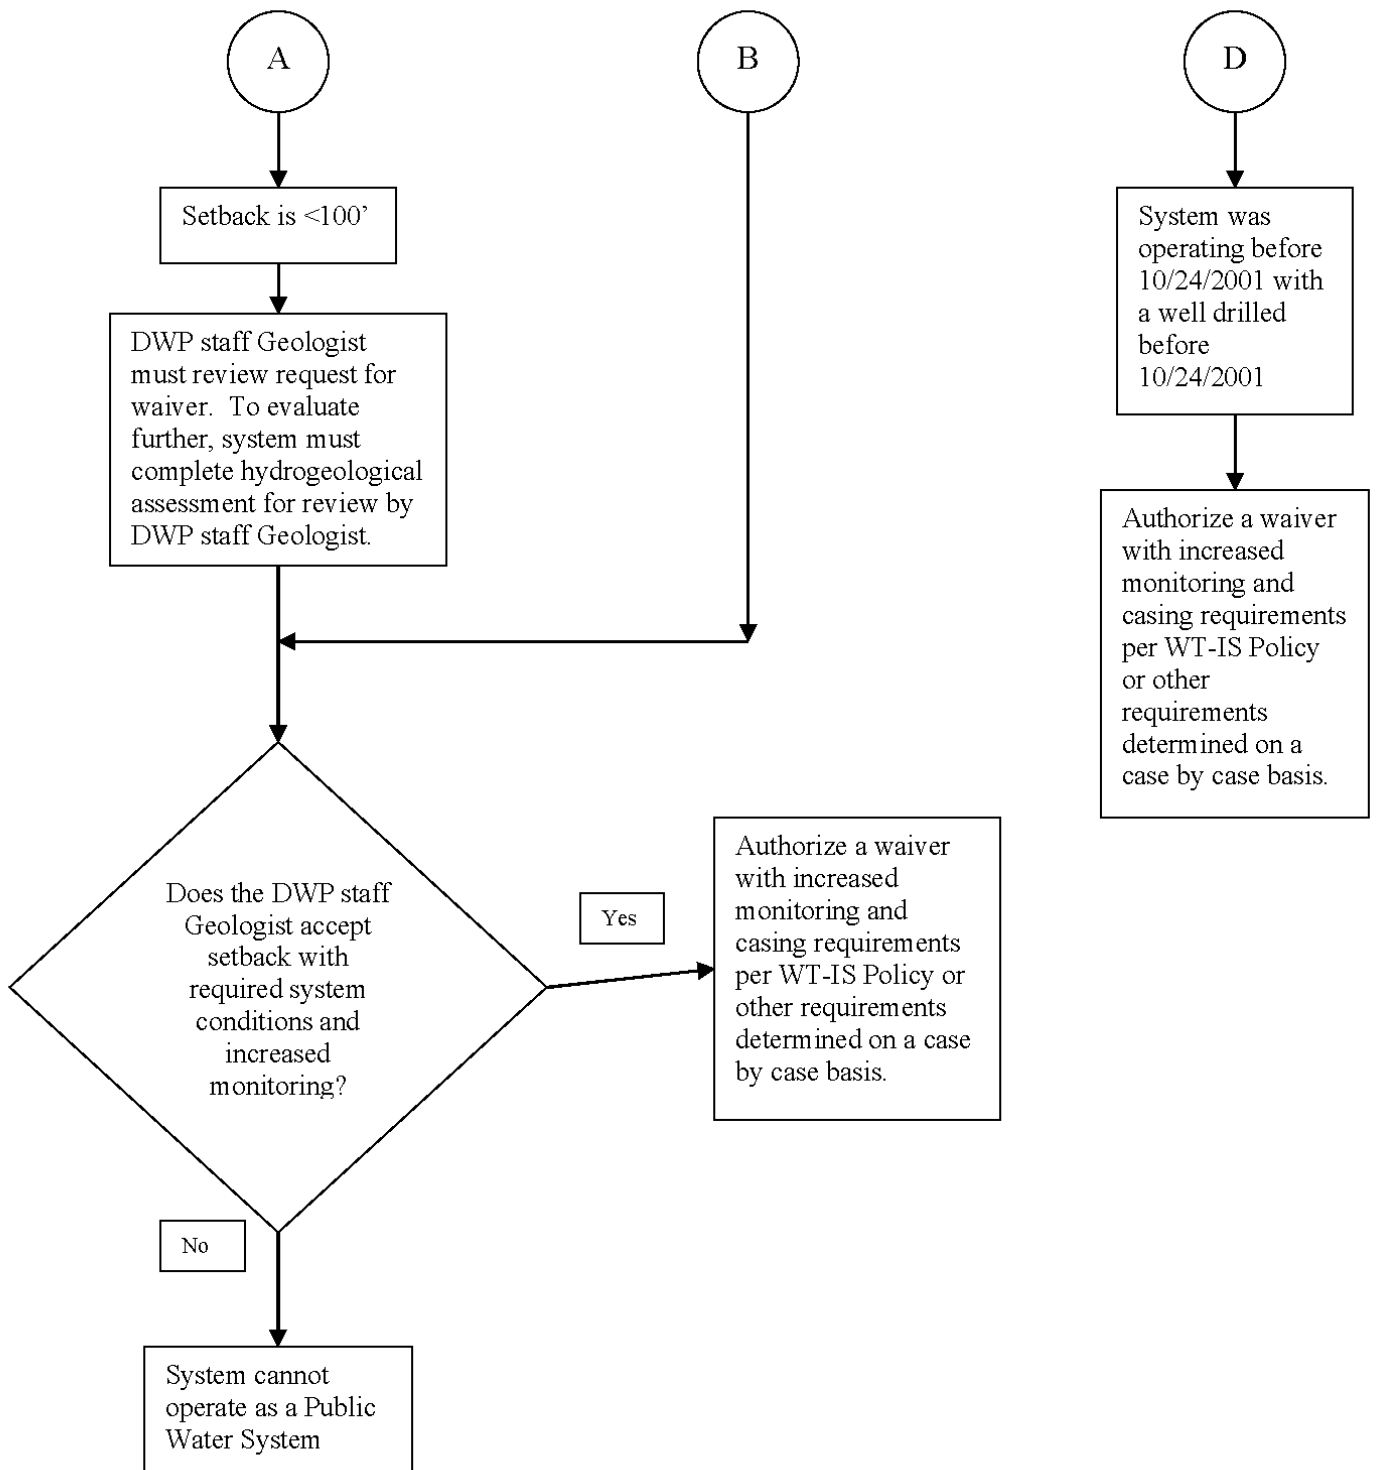 A
B
D
Setback is <100’
System was
operating before
10/24/2001 with
a well drilled
before
10/24/2001
DWP staff Geologist
must review request for
waiver.  To evaluate
further, system must
complete hydrogeological
assessment for review by
DWP staff Geologist.
Authorize a waiver
with increased
monitoring and
casing requirements
per WT-IS Policy
or other
requirements
determined on a
case by case basis.
Does the DWP staff
Geologist accept
setback with
required system
conditions and
increased
monitoring?
Yes
Authorize a waiver
with increased
monitoring and
casing requirements
per WT-IS Policy or
other requirements
determined on a case
by case basis.
No
System cannot
operate as a Public
Water System